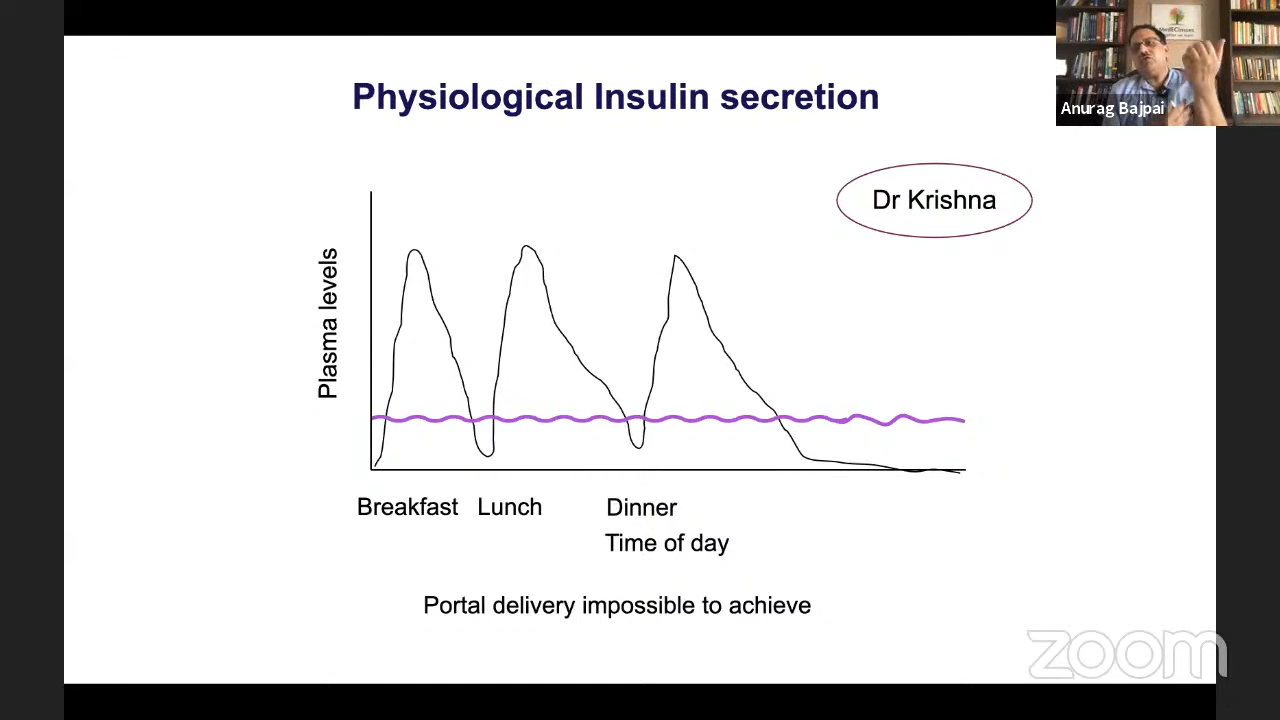 Physiological Insulin secretion
Anurag Bajpai
Dr Krishna
Plasma levels
Breakfast Lunch Dinner
Time of day
Portal delivery impossible to achieve
zoom